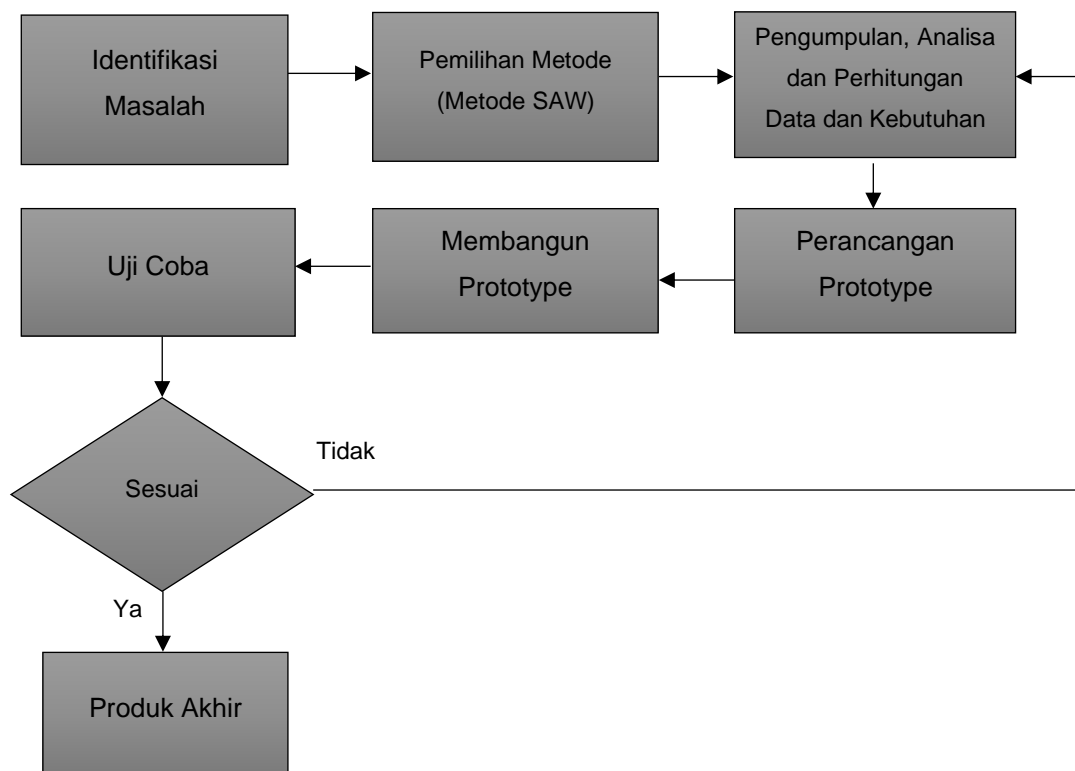 Identifikasi
Masalah
Pemilihan Metode
(Metode SAW)
Pengumpulan, Analisa
dan Perhitungan
Data dan Kebutuhan
Uji Coba
Membangun
Prototype
Perancangan
Prototype
Tidak
Sesuai
Ya
Produk Akhir